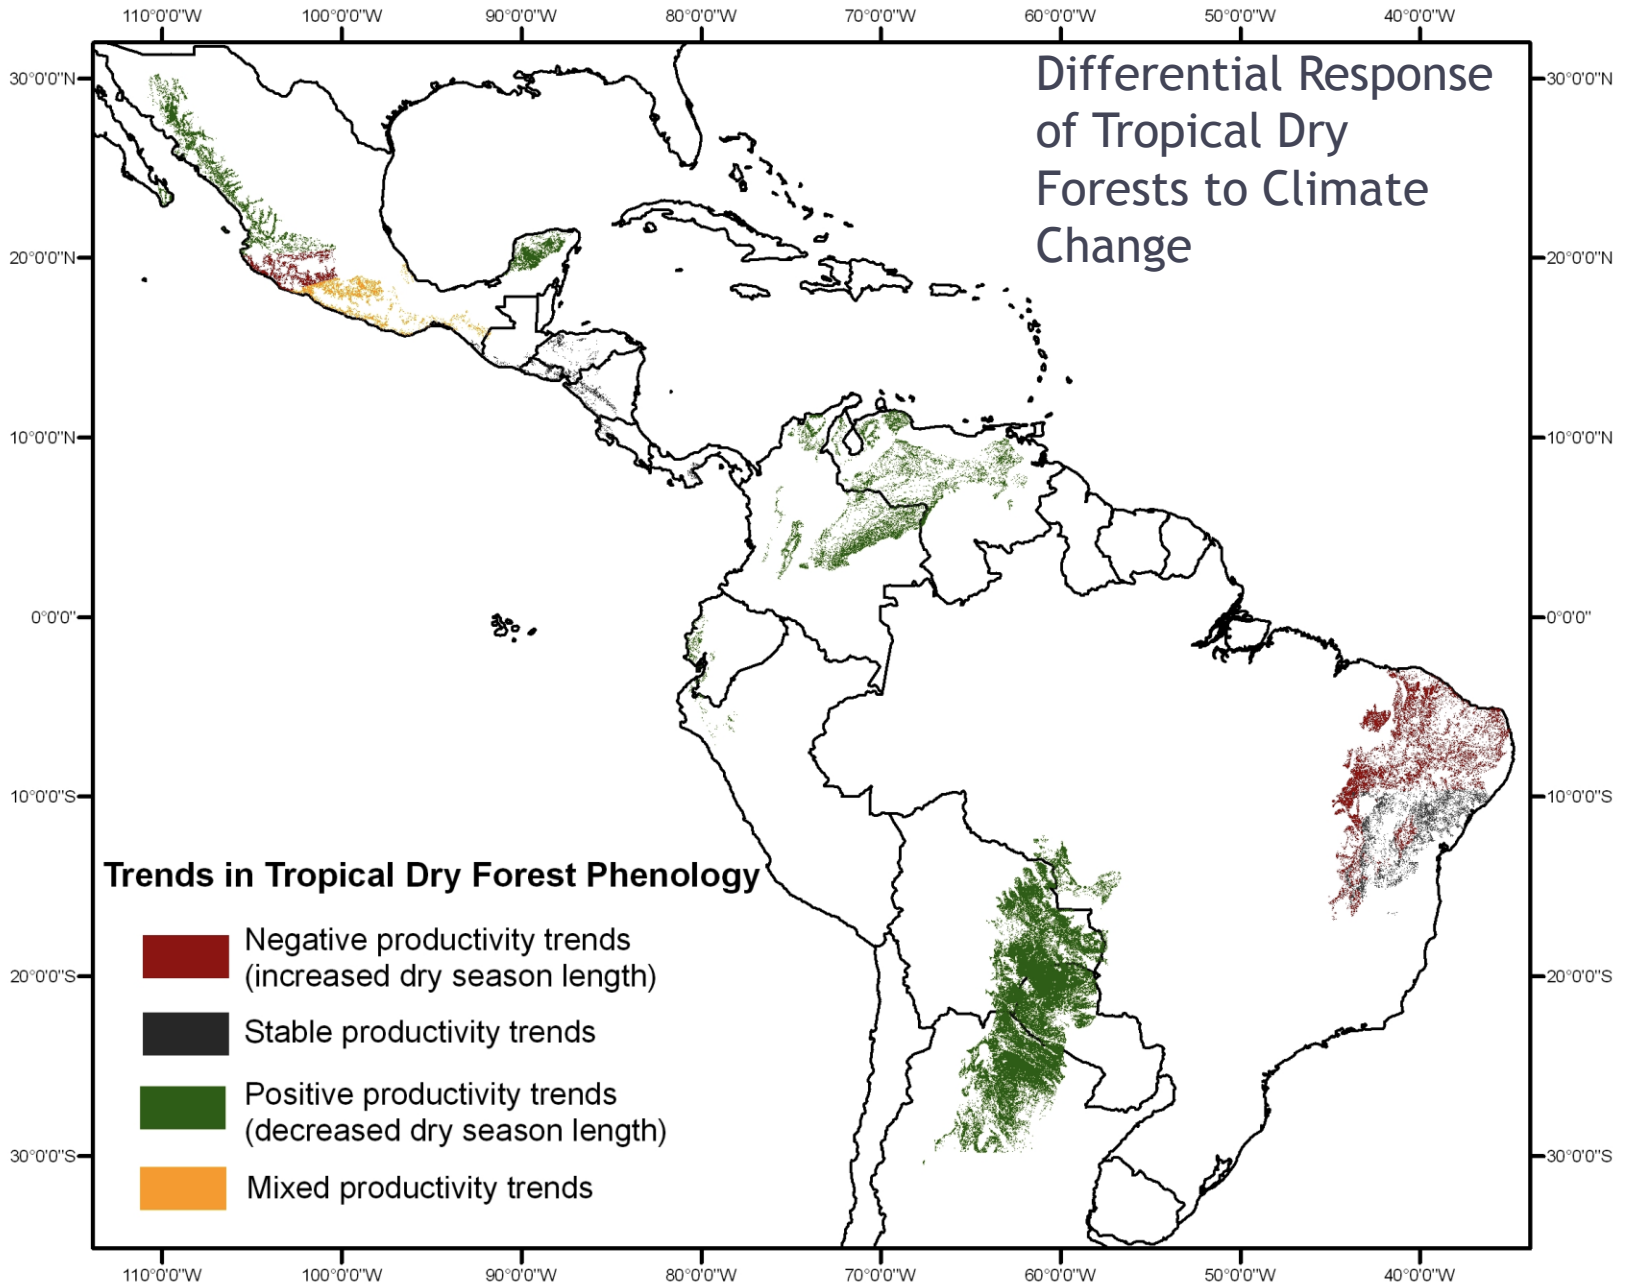 110°0'0"W 100°0'0"W 90°0'0"W 80°0'0"W 70°0'0"W 60°0'0"W 50°0'0"W 40°0'0"W
Differential Response
of Tropical Dry
Forests to Climate
Change
30°0'0"N 30°0'0"N
20°0'0"N 20°0'0"N
10°0'0"N 10°0'0"N
0°0'0" 0°0'0"
10°0'0"S 10°0'0"S
20°0'0"S 20°0'0"S
30°0'0"S 30°0'0"S
Trends in Tropical Dry Forest Phenology
Negative productivity trends
(increased dry season length)
Stable productivity trends
Positive productivity trends
(decreased dry season length)
Mixed productivity trends
110°0'0"W 100°0'0"W 90°0'0"W 80°0'0"W 70°0'0"W 60°0'0"W 50°0'0"W 40°0'0"W